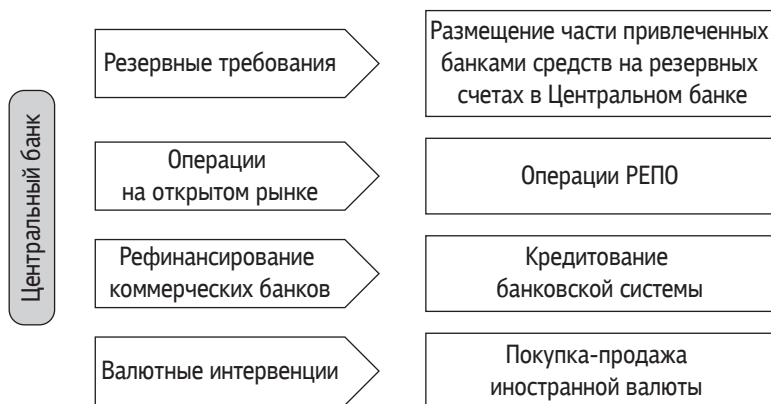 Центральный банк
Резервные требования
Размещение части привлеченных
банками средств на резервных
счетах в Центральном банке
Операции
на открытом рынке
Операции РЕПО
Рефинансирование
коммерческих банков
Кредитование
банковской системы
Валютные интервенции
Покупка-продажа
иностранной валюты